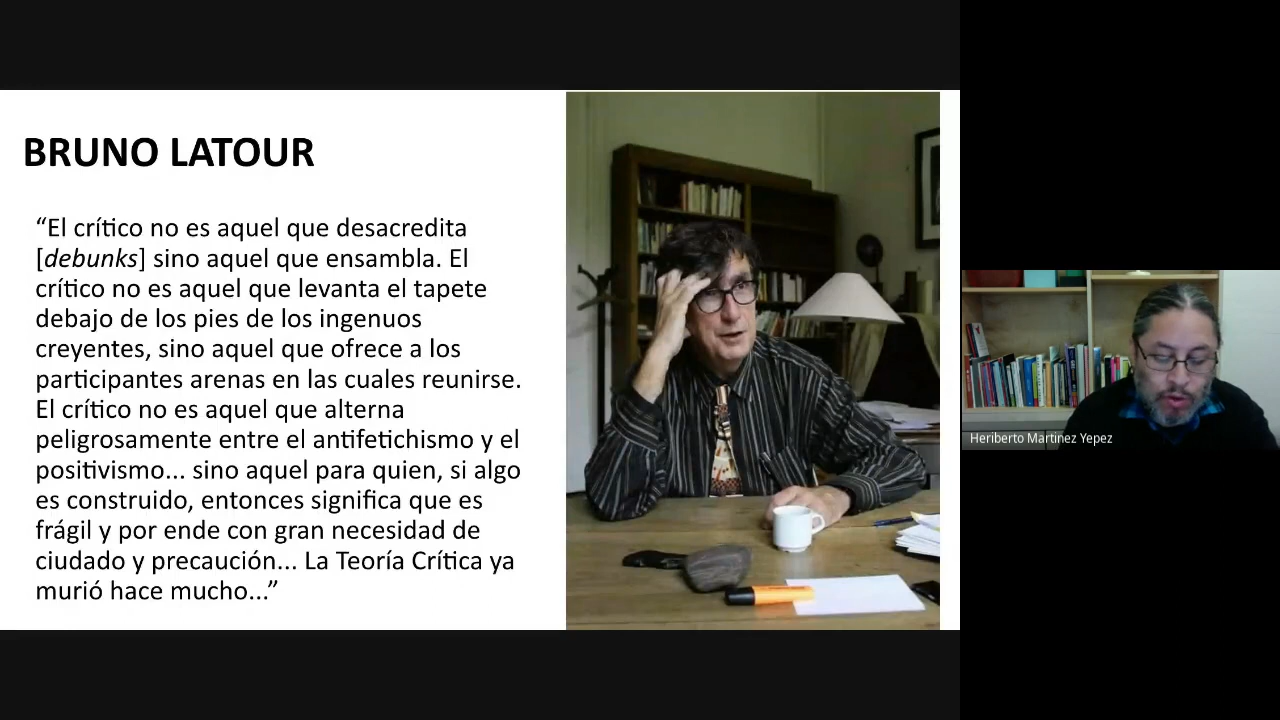 BRUNO LATOUR
“El crítico no es aquel que desacredita
[debunks] sino aquel que ensambla. El
crítico no es aquel que levanta el tapete
debajo de los pies de los ingenuos
creyentes, sino aquel que ofrece a los
participantes arenas en las cuales reunirse.
El crítico no es aquel que alterna
peligrosamente entre el antifetichismo y el
positivismo... sino aquel para quien, si algo
es construido, entonces significa que es
frágil y por ende con gran necesidad de
ciudado y precaución... La Teoría Crítica ya
murió hace mucho...”
Heriberto Martinez Yepez